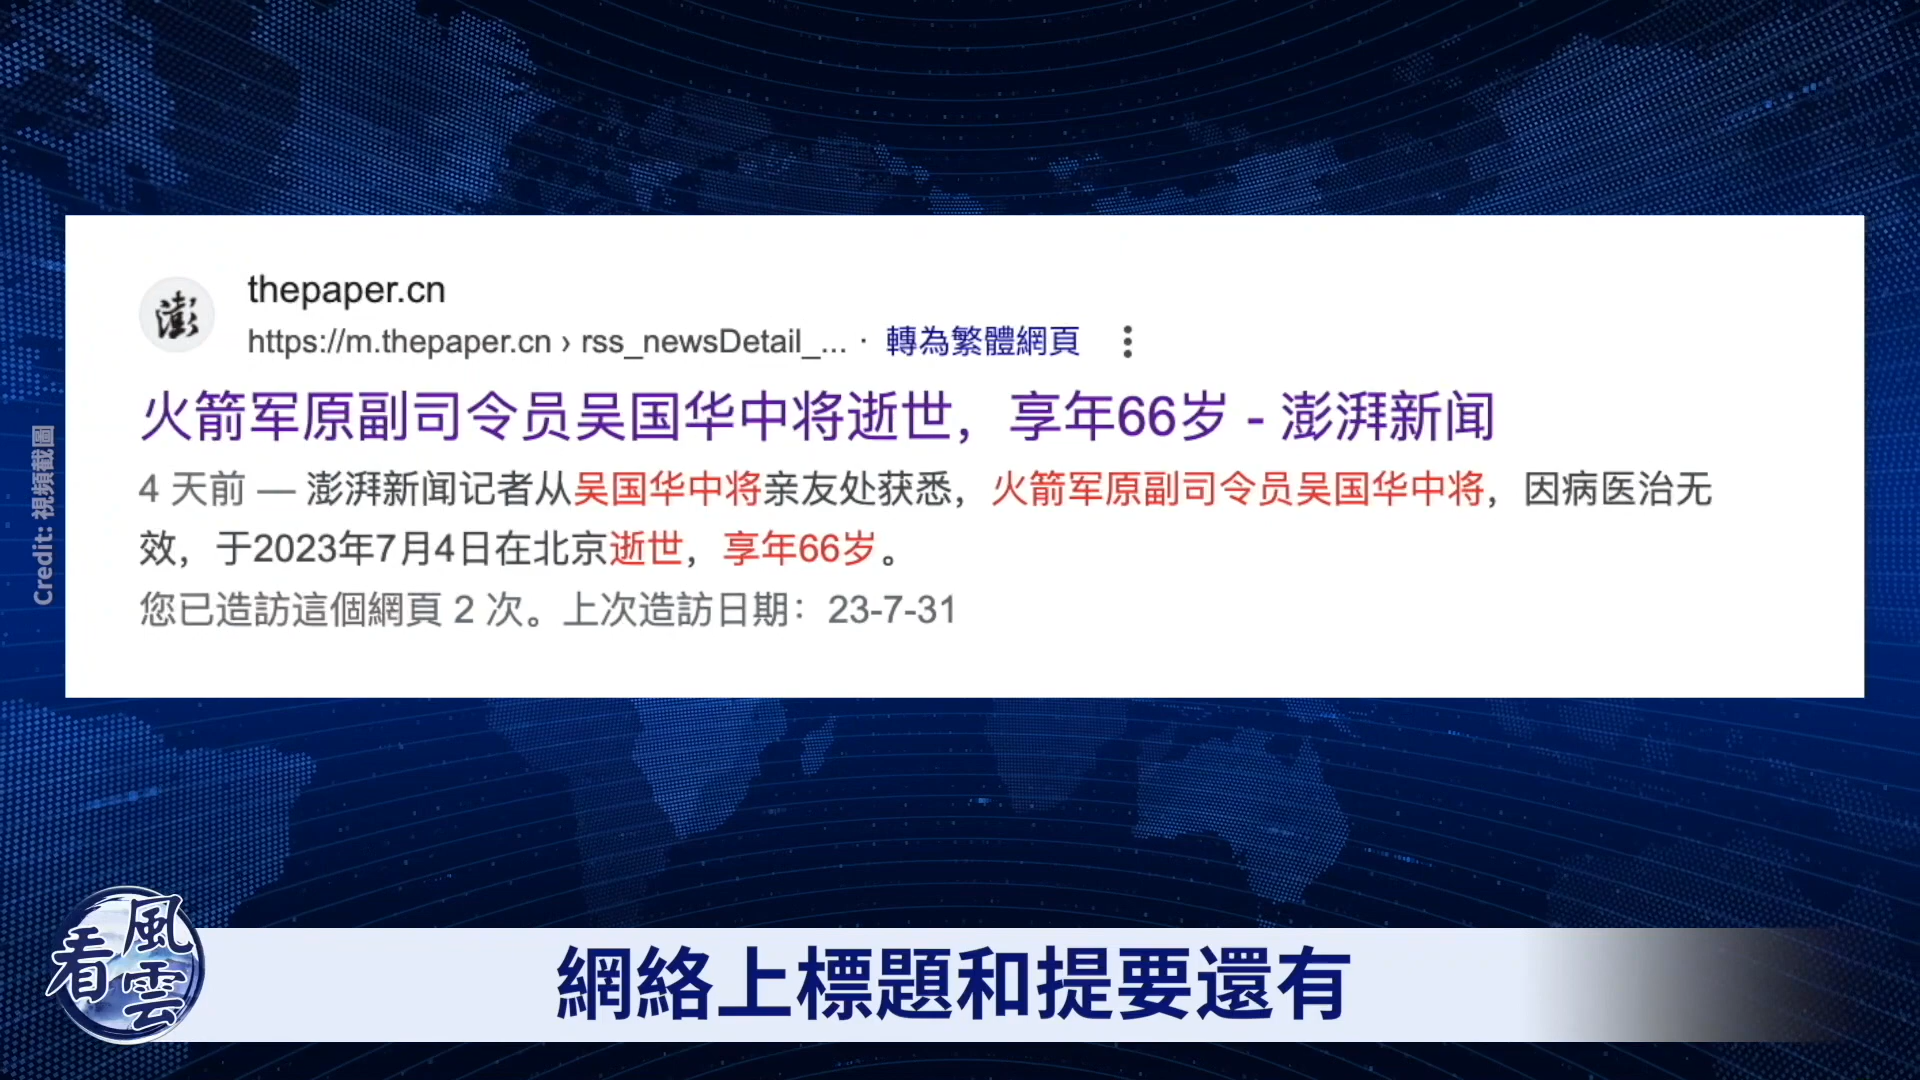 澎
thepaper.cn
https://m.thepaper.cn › rss_newsDetail_... · 轉為繁體網頁
火箭军原副司令员吴国华中将逝世，享年66岁 - 澎湃新闻
4 天前 — 澎湃新闻记者从吴国华中将亲友处获悉，火箭军原副司令员吴国华中将，因病医治无
效，于2023年7月4日在北京逝世，享年66岁。
您已造訪這個網頁 2 次。上次造訪日期：23-7-31
Credit: 視頻截圖
風雲
看
網絡上標題和提要還有